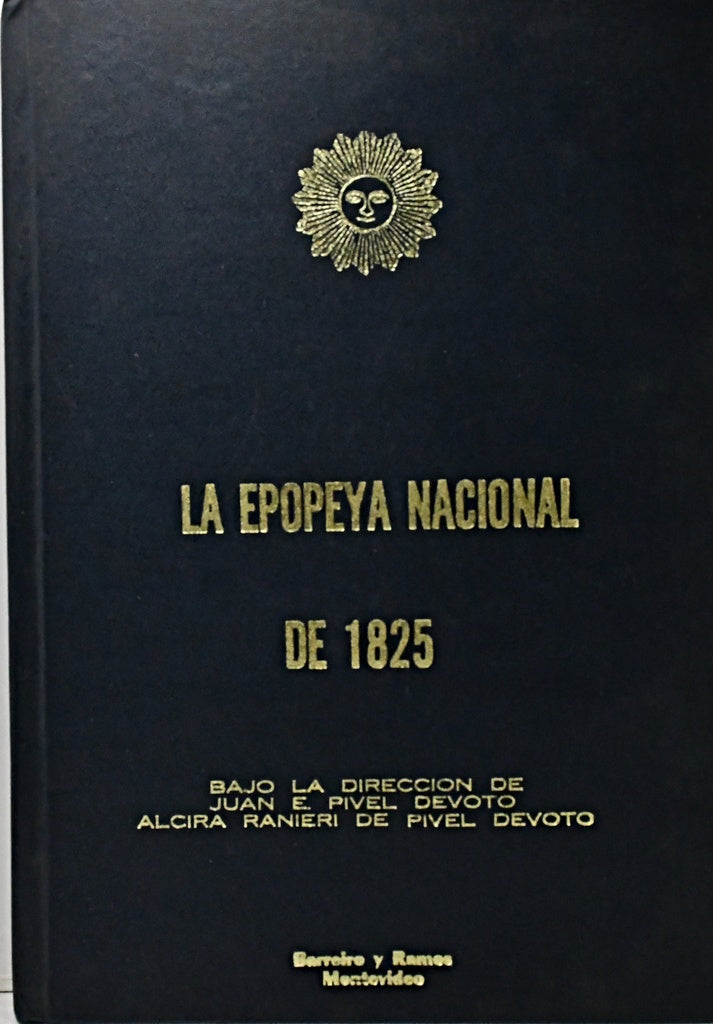 LA EPOPEYA NACIONAL
DE 1825
BAJO LA DIRECCION DE
JUAN E. PIVEL DEVOTO
ALCIRA RANIERI DE PIVEL DEVOTO
Barreiro y Ramos
Montevideo